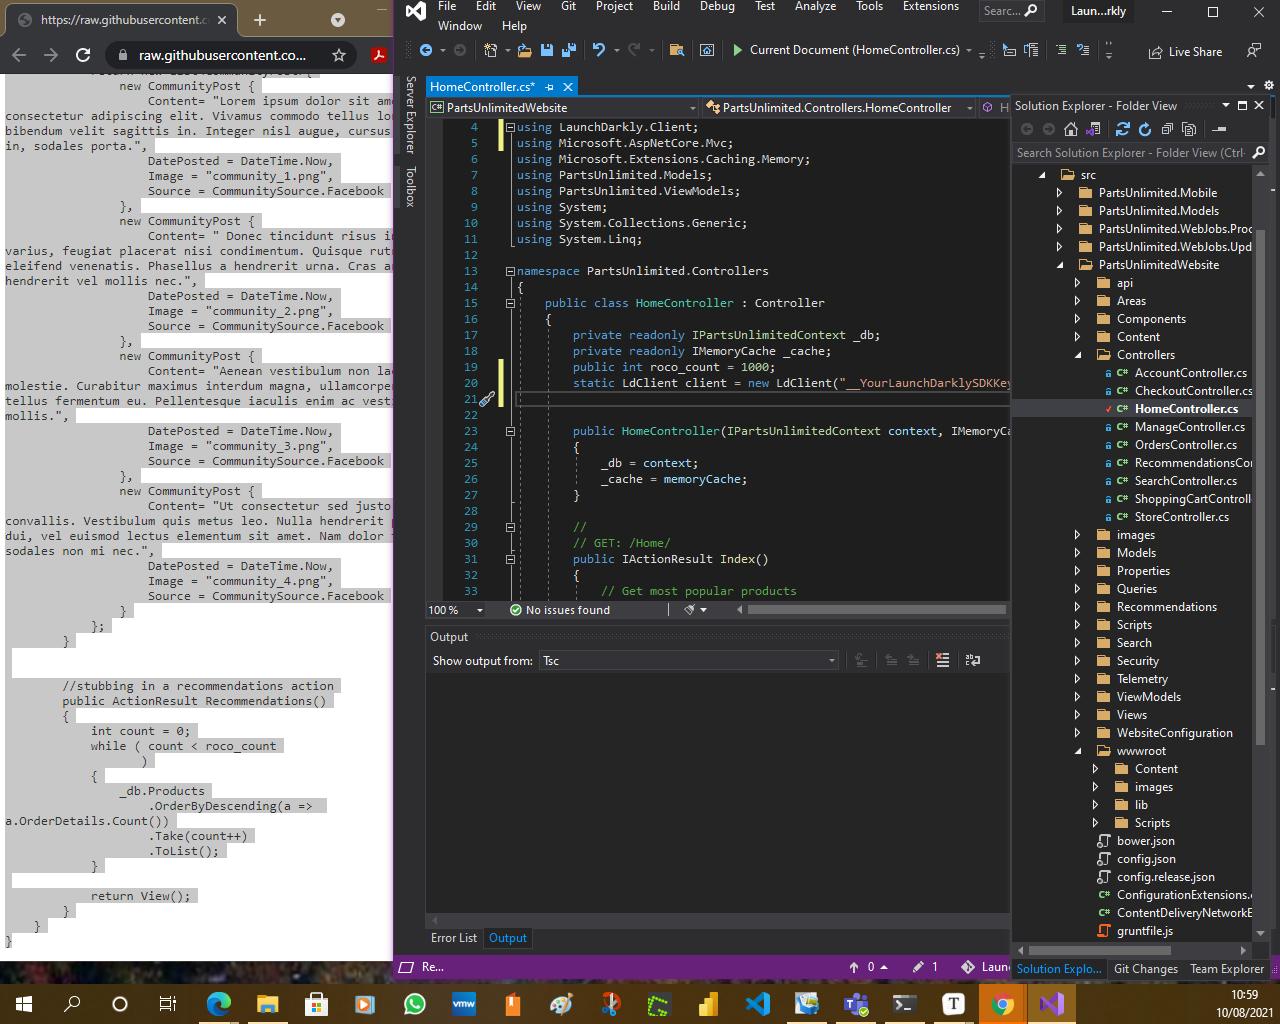 https://raw.githubusercontent.c
raw.githubusercontent.co...
new CommunityPost {
Content= "Lorem ipsum dolor sit ame
consectetur adipiscing elit. Vivamus commodo tellus lor
bibendum velit sagittis in. Integer nisl augue, cursus
in, sodales porta.",
DatePosted = DateTime.Now,
Image = "community_1.png",
Source = CommunitySource.Facebook
},
new CommunityPost {
Content= " Donec tincidunt risus in
varius, feugiat placerat nisi condimentum. Quisque rutr
eleifend venenatis. Phasellus a hendrerit urna. Cras ar
hendrerit vel mollis nec.",
DatePosted = DateTime.Now,
Image = "community_2.png",
Source = CommunitySource.Facebook
},
new CommunityPost {
Content= "Aenean vestibulum non lac
molestie. Curabitur maximus interdum magna, ullamcorper
tellus fermentum eu. Pellentesque iaculis enim ac vesti
mollis.",
DatePosted = DateTime.Now,
Image = "community_3.png",
Source = CommunitySource.Facebook
},
new CommunityPost {
Content= "Ut consectetur sed justo
convallis. Vestibulum quis metus leo. Nulla hendrerit p
dui, vel euismod lectus elementum sit amet. Nam dolor
sodales non mi nec.",
DatePosted = DateTime.Now,
Image = "community_4.png",
Source = CommunitySource.Facebook
}
};
}
//stubbing in a recommendations action
public ActionResult Recommendations()
{
int count = 0;
while ( count < roco_count
)
{
_db.Products
.OrderByDescending(a =>
a.OrderDetails.Count())
.Take(count++)
.ToList();
}
return View();
}
}
}
File Edit View Git Project Build Debug Test Analyze Tools Extensions
Window Help
Searc...
Laun...rkly
Current Document (HomeController.cs)
Live Share
Server Explorer
Toolbox
HomeController.cs*
PartsUnlimitedWebsite
PartsUnlimited.Controllers.HomeController
H
4 using LaunchDarkly.Client;
5 using Microsoft.AspNetCore.Mvc;
6 using Microsoft.Extensions.Caching.Memory;
7 using PartsUnlimited.Models;
8 using PartsUnlimited.ViewModels;
9 using System;
10 using System.Collections.Generic;
11 using System.Linq;
12
13 namespace PartsUnlimited.Controllers
14 {
15 public class HomeController : Controller
16 {
17 private readonly IPartsUnlimitedContext _db;
18 private readonly IMemoryCache _cache;
19 public int roco_count = 1000;
20 static LdClient client = new LdClient("__YourLaunchDarklySDKKey
21
22
23 public HomeController(IPartsUnlimitedContext context, IMemoryCa
24 {
25 _db = context;
26 _cache = memoryCache;
27 }
28
29 //
30 // GET: /Home/
31 public IActionResult Index()
32 {
33 // Get most popular products
100 %
No issues found
Output
Show output from: Tsc
Error List Output
Re...
0
1
Laun
Solution Explorer - Folder View
Search Solution Explorer - Folder View (Ctrl-
src
PartsUnlimited.Mobile
PartsUnlimited.Models
PartsUnlimited.WebJobs.Proc
PartsUnlimited.WebJobs.Upd
PartsUnlimitedWebsite
api
Areas
Components
Content
Controllers
C# AccountController.cs
C# CheckoutController.cs
C# HomeController.cs
C# ManageController.cs
C# OrdersController.cs
C# RecommendationsCon
C# SearchController.cs
C# ShoppingCartControll
C# StoreController.cs
images
Models
Properties
Queries
Recommendations
Scripts
Search
Security
Telemetry
ViewModels
Views
WebsiteConfiguration
wwwroot
Content
images
lib
Scripts
bower.json
config.json
config.release.json
C# ConfigurationExtensions.c
C# ContentDeliveryNetworkE
gruntfile.js
Solution Explo... Git Changes Team Explorer
vmw
T
10:59
10/08/2021